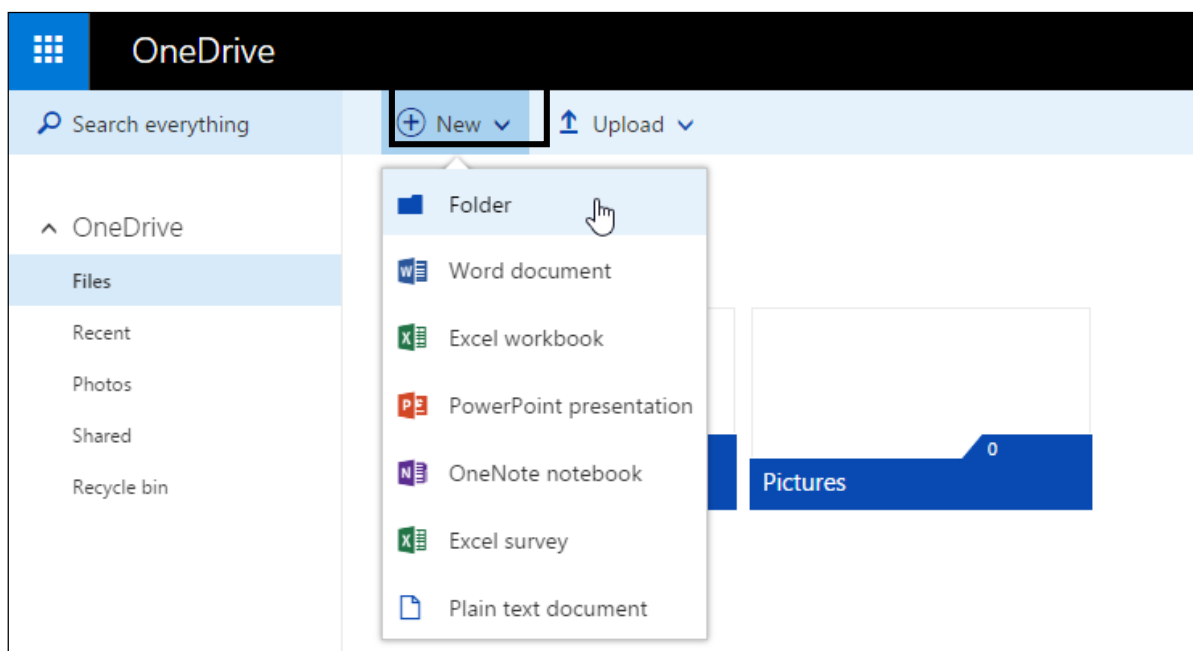 OneDrive
Search everything
New
Upload
OneDrive
Files
Recent
Photos
Shared
Recycle bin
Folder
Word document
Excel workbook
PowerPoint presentation
OneNote notebook
Excel survey
Plain text document
0
Pictures